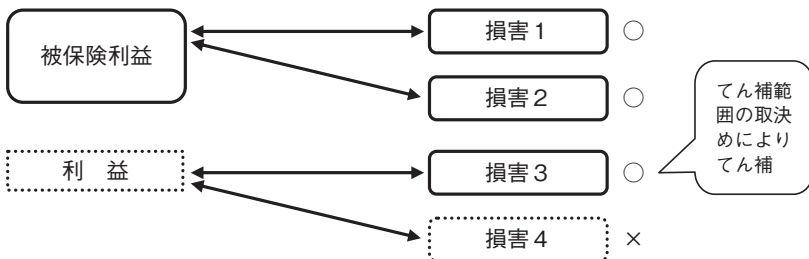 被保険利益
損害1 ○
損害2 ○
てん補範
囲の取決
めにより
てん補
利 益
損害3 ○
損害4 ×